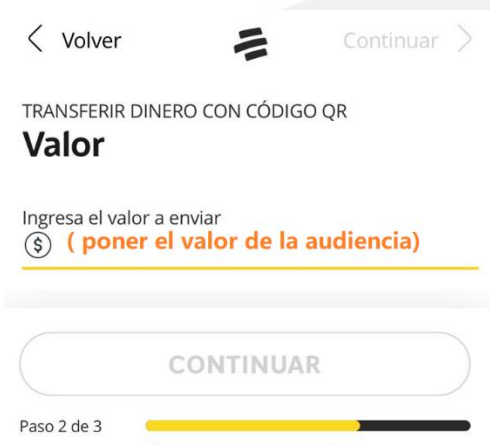 Volver
Continuar
TRANSFERIR DINERO CON CÓDIGO QR
Valor
Ingresa el valor a enviar
$ ( poner el valor de la audiencia)
CONTINUAR
Paso 2 de 3